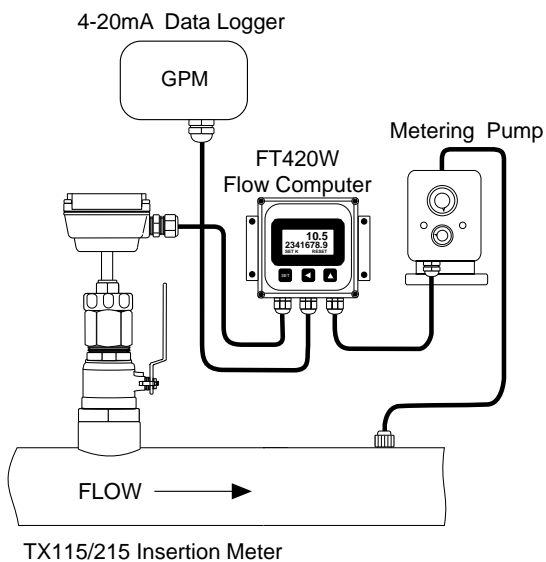 4-20mA Data Logger
GPM
Metering Pump
FT420W
Flow Computer
10.5
2341678.9
SET K RESET
SET
FLOW
TX115/215 Insertion Meter